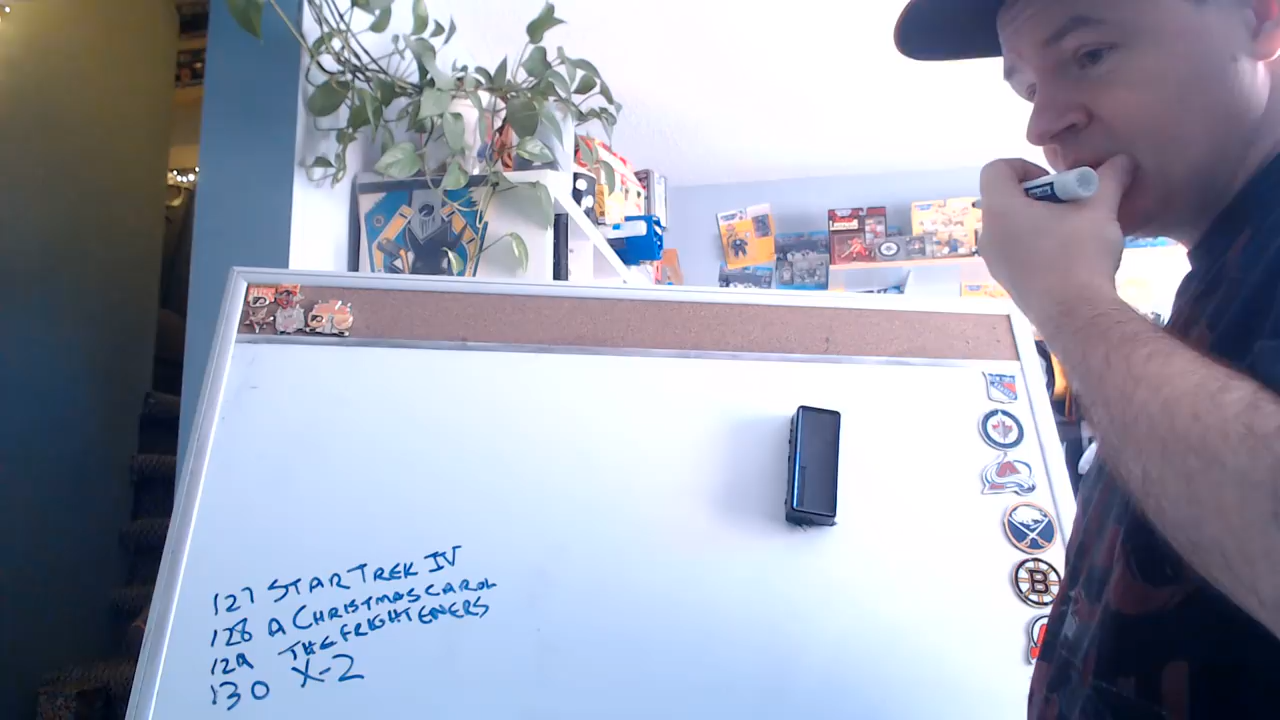 127 STAR TREK IV
128 A CHRISTMAS CAROL
129 THE FRIGHTENERS
130 X-2
B